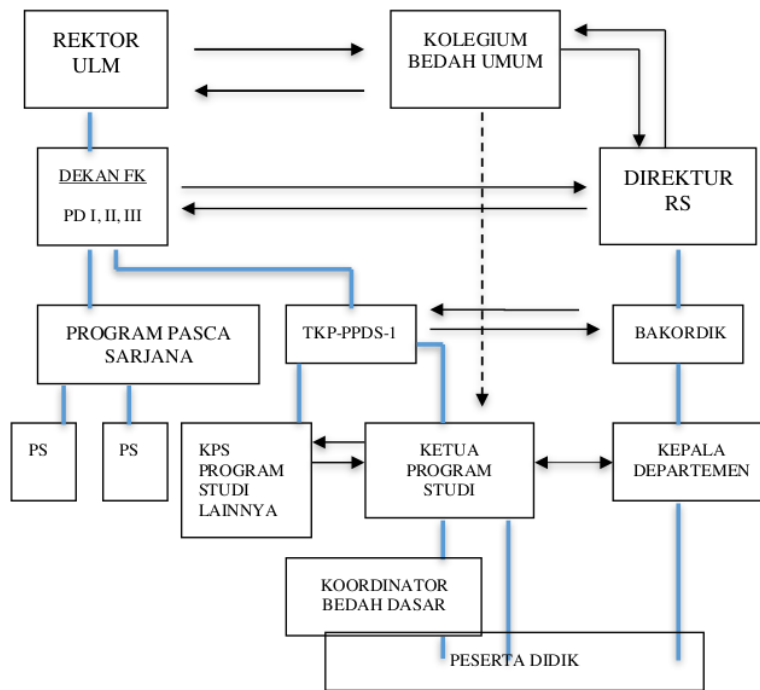 REKTOR
ULM
KOLEGIUM
BEDAH UMUM
DEKAN FK
PD I, II, III
DIREKTUR
RS
PROGRAM PASCA
SARJANA
TKP-PPDS-1
BAKORDIK
PS
PS
KPS
PROGRAM
STUDI
LAINNYA
KETUA
PROGRAM
STUDI
KEPALA
DEPARTEMEN
KOORDINATOR
BEDAH DASAR
PESERTA DIDIK